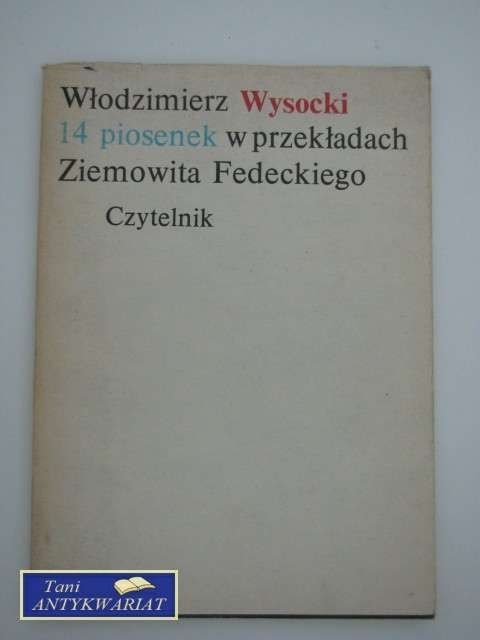 Włodzimierz Wysocki
14 piosenek w przekładach
Ziemowita Fedeckiego
Czytelnik
Tani
ANTYKWARIAT